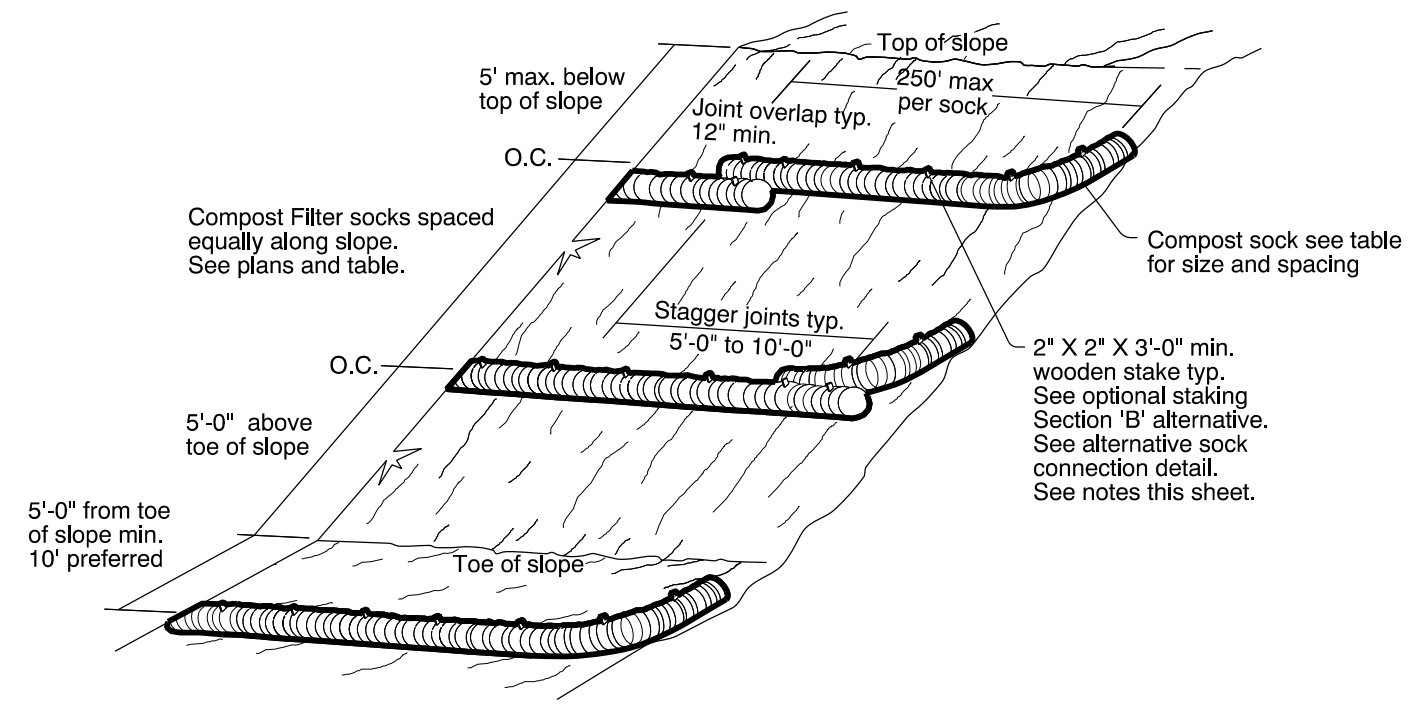 Top of slope
5' max. below
top of slope
250' max
per sock
Joint overlap typ.
12" min.
O.C.
Compost Filter socks spaced
equally along slope.
See plans and table.
Compost sock see table
for size and spacing
Stagger joints typ.
5'-0" to 10'-0"
O.C.
2" X 2" X 3'-0" min.
wooden stake typ.
See optional staking
Section 'B' alternative.
See alternative sock
connection detail.
See notes this sheet.
5'-0" above
toe of slope
5'-0" from toe
of slope min.
10' preferred
Toe of slope